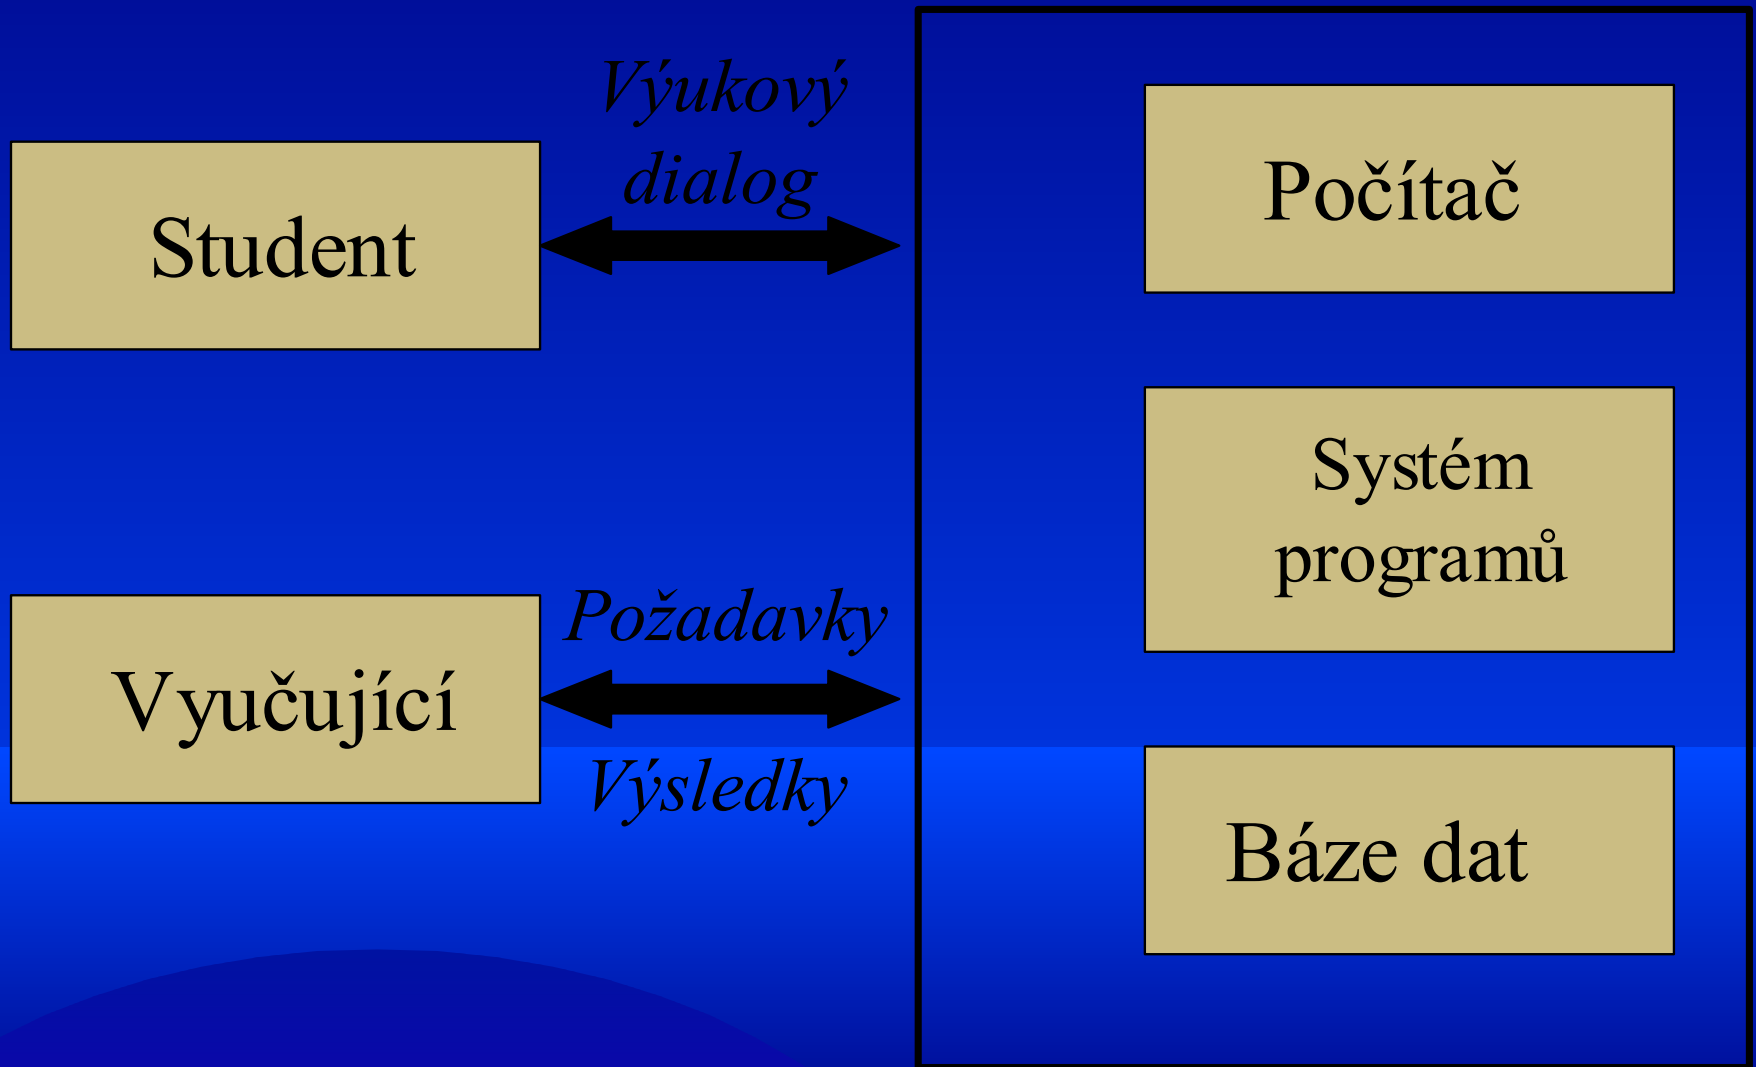 Výukový
dialog
Student
Počítač
Systém
programů
Požadavky
Vyučující
Výsledky
Báze dat